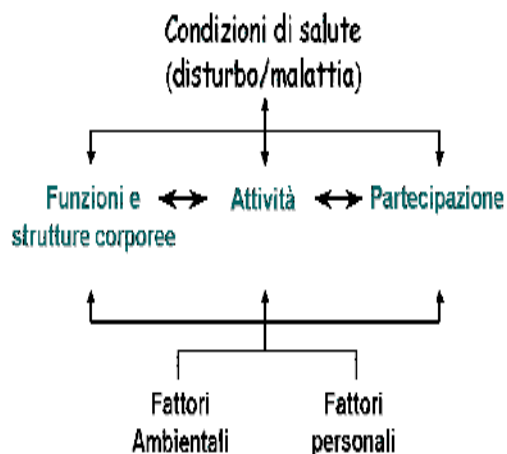 Condizioni di salute
(disturbo/malattia)
Funzioni e
strutture corporee
Attività
Partecipazione
Fattori
Ambientali
Fattori
personali